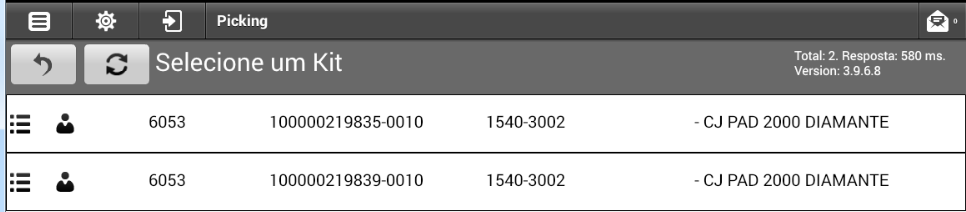 Picking
0
Selecione um Kit
Total: 2. Resposta: 580 ms.
Version: 3.9.6.8
6053 100000219835-0010 1540-3002 - CJ PAD 2000 DIAMANTE
6053 100000219839-0010 1540-3002 - CJ PAD 2000 DIAMANTE